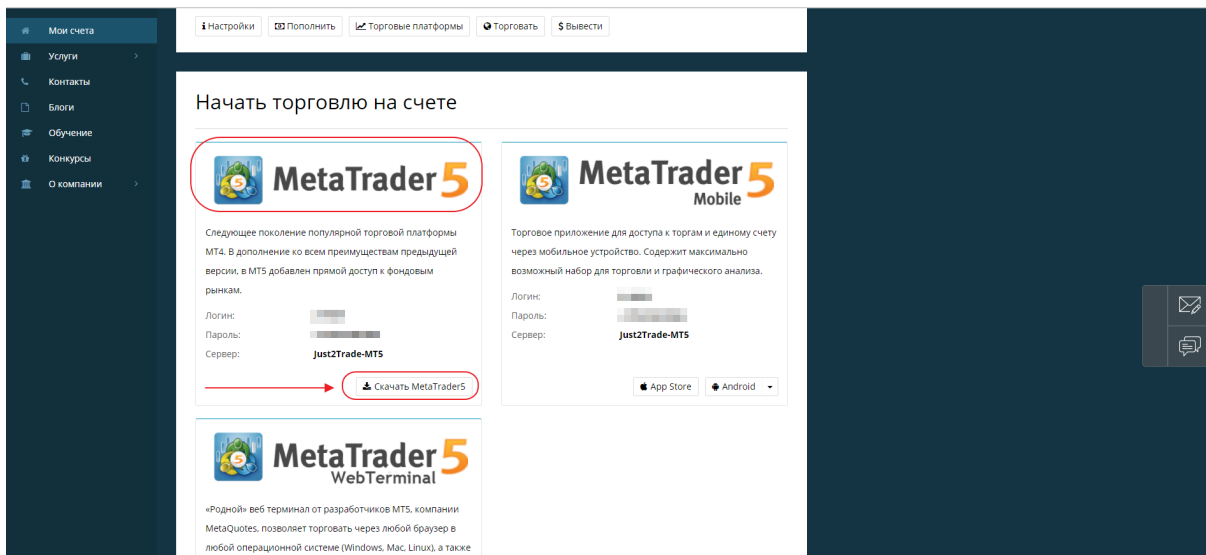 Мои счета
Услуги
Контакты
Блоги
Обучение
Конкурсы
О компании
Настройки Пополнить Торговые платформы Торговать $ Вывести
Начать торговлю на счете
MetaTrader 5
Следующее поколение популярной торговой платформы
МТ4. В дополнение ко всем преимуществам предыдущей
версии, в МТ5 добавлен прямой доступ к фондовым
рынкам.
Логин:
Пароль:
Сервер: Just2Trade-MT5
Скачать MetaTrader5
MetaTrader 5
Mobile
Торговое приложение для доступа к торгам и единому счету
через мобильное устройство. Содержит максимально
возможный набор для торговли и графического анализа.
Логин:
Пароль:
Сервер: Just2Trade-MT5
App Store Android
MetaTrader 5
WebTerminal
«Родной» веб терминал от разработчиков МТ5, компании
MetaQuotes, позволяет торговать через любой браузер в
любой операционной системе (Windows, Mac, Linux), а также